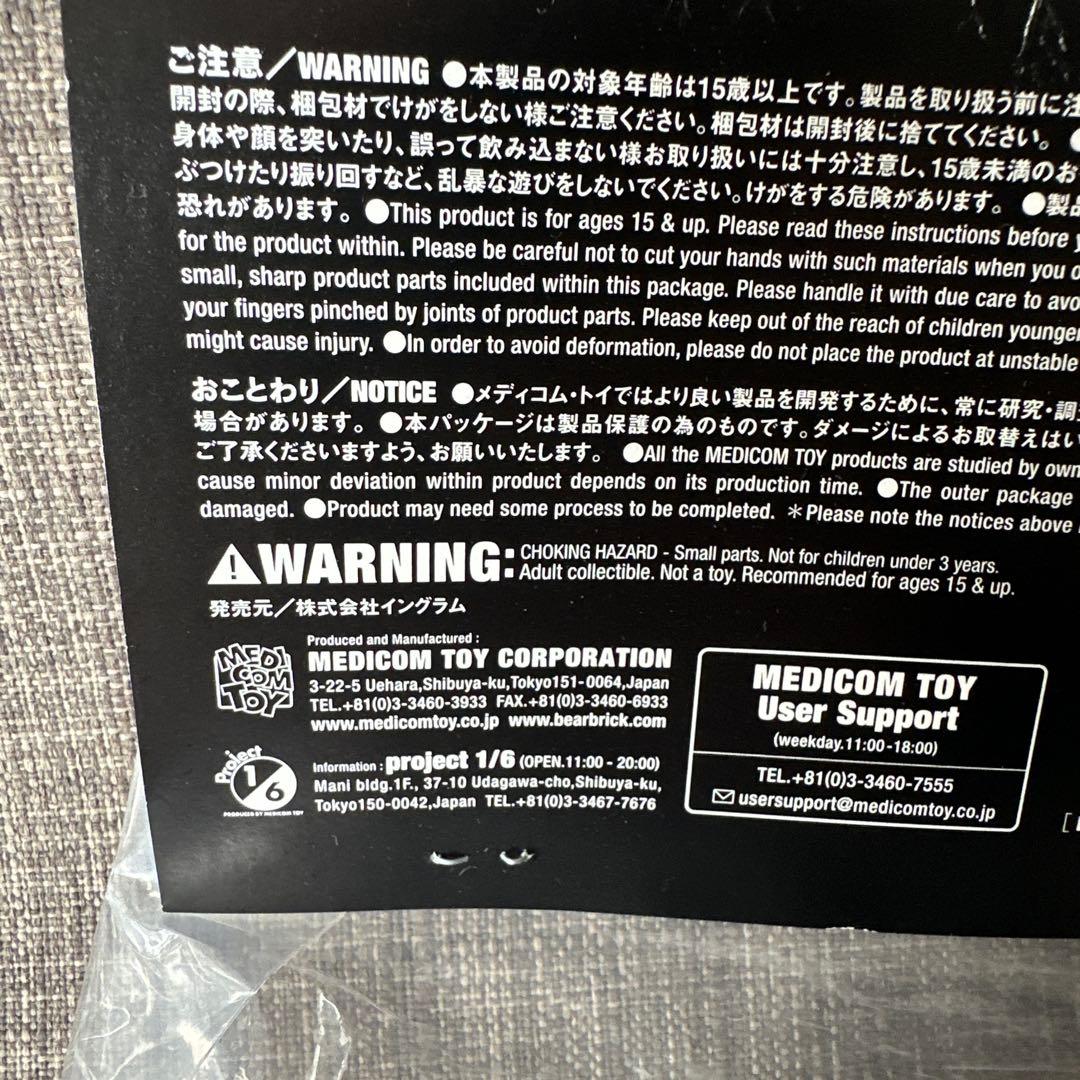 ご注意／WARNING ●本製品の対象年齢は15歳以上です。製品を取り扱う前に注
開封の際、梱包材でけがをしない様ご注意ください。梱包材は開封後に捨ててください。 ●
身体や顔を突いたり、誤って飲み込まない様お取り扱いには十分注意し、15歳未満のお
ぶつけたり振り回すなど、乱暴な遊びをしないでください。けがをする危険があります。 ●製品
恐れがあります。 ●This product is for ages 15 & up. Please read these instructions before
for the product within. Please be careful not to cut your hands with such materials when you
small, sharp product parts included within this package. Please handle it with due care to avo
your fingers pinched by joints of product parts. Please keep out of the reach of children younger
might cause injury. ●In order to avoid deformation, please do not place the product at unstable
おことわり／NOTICE ●メディコム・トイではより良い製品を開発するために、常に研究・調
場合があります。 ●本パッケージは製品保護の為のものです。ダメージによるお取替えはい
ご了承くださいますよう、お願いいたします。 ●All the MEDICOM TOY products are studied by own
cause minor deviation within product depends on its production time. ●The outer package
damaged. ●Product may need some process to be completed. ＊Please note the notices above
⚠WARNING: CHOKING HAZARD - Small parts. Not for children under 3 years.
Adult collectible. Not a toy. Recommended for ages 15 & up.
発売元／株式会社イングラム
MEDI COM TOY
Produced and Manufactured :
MEDICOM TOY CORPORATION
3-22-5 Uehara,Shibuya-ku,Tokyo151-0064,Japan
TEL.+81(0)3-3460-3933 FAX.+81(0)3-3460-6933
www.medicomtoy.co.jp www.bearbrick.com
Project 1/6
PRODUCED BY MEDICOM TOY
Information : project 1/6 (OPEN.11:00 - 20:00)
Mani bldg.1F., 37-10 Udagawa-cho,Shibuya-ku,
Tokyo150-0042,Japan TEL.+81(0)3-3467-7676
MEDICOM TOY
User Support
(weekday.11:00-18:00)
TEL.+81(0)3-3460-7555
usersupport@medicomtoy.co.jp
[